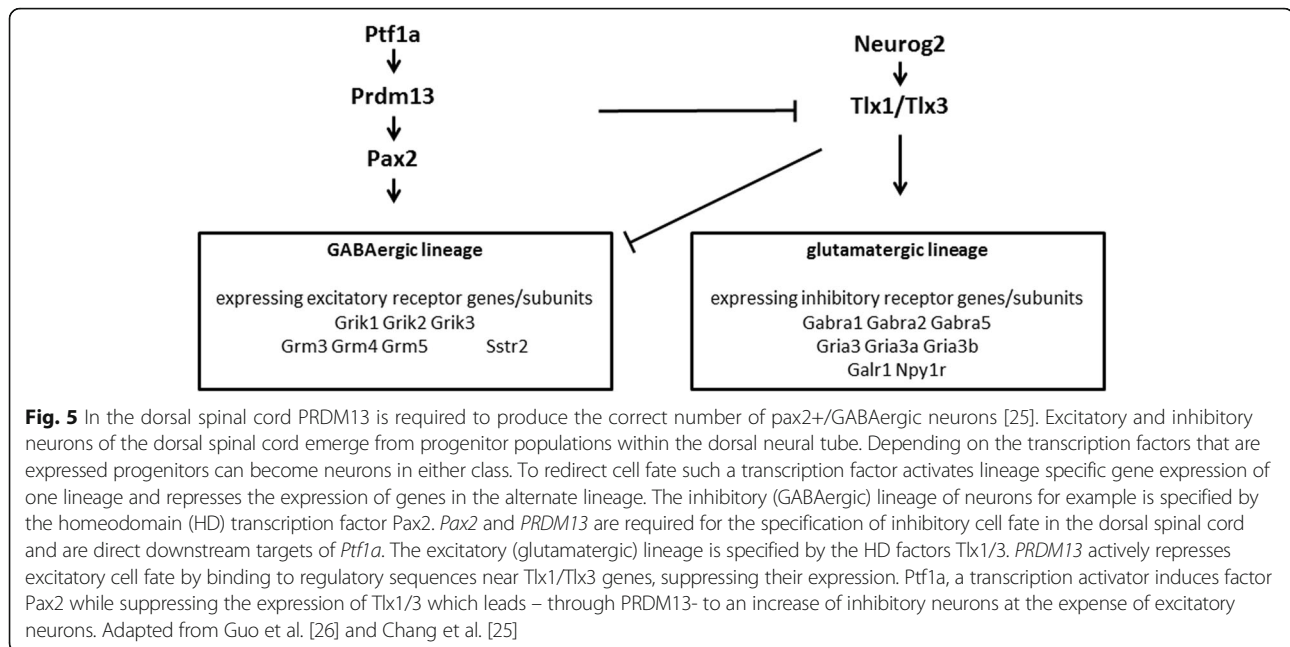 Ptf1a
Prdm13
Pax2
Neurog2
Tlx1/Tlx3
GABAergic lineage
expressing excitatory receptor genes/subunits
Grik1 Grik2 Grik3
Grm3 Grm4 Grm5 Sstr2
glutamatergic lineage
expressing inhibitory receptor genes/subunits
Gabra1 Gabra2 Gabra5
Gria3 Gria3a Gria3b
Galr1 Npy1r
Fig. 5 In the dorsal spinal cord PRDM13 is required to produce the correct number of pax2+/GABAergic neurons [25]. Excitatory and inhibitory
neurons of the dorsal spinal cord emerge from progenitor populations within the dorsal neural tube. Depending on the transcription factors that are
expressed progenitors can become neurons in either class. To redirect cell fate such a transcription factor activates lineage specific gene expression of
one lineage and represses the expression of genes in the alternate lineage. The inhibitory (GABAergic) lineage of neurons for example is specified by
the homeodomain (HD) transcription factor Pax2. Pax2 and PRDM13 are required for the specification of inhibitory cell fate in the dorsal spinal cord
and are direct downstream targets of Ptf1a. The excitatory (glutamatergic) lineage is specified by the HD factors Tlx1/3. PRDM13 actively represses
excitatory cell fate by binding to regulatory sequences near Tlx1/Tlx3 genes, suppressing their expression. Ptf1a, a transcription activator induces factor
Pax2 while suppressing the expression of Tlx1/3 which leads – through PRDM13- to an increase of inhibitory neurons at the expense of excitatory
neurons. Adapted from Guo et al. [26] and Chang et al. [25]